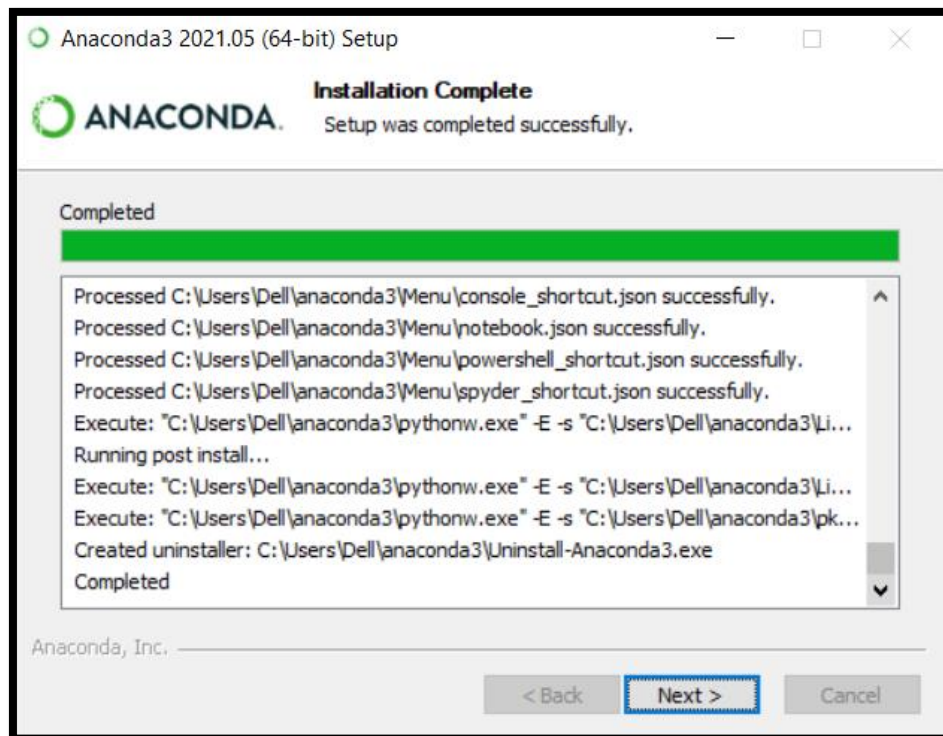 Anaconda3 2021.05 (64-bit) Setup
ANACONDA.
Installation Complete
Setup was completed successfully.
Completed
Processed C:\Users\Dell\anaconda3\Menu\console_shortcut.json successfully.
Processed C:\Users\Dell\anaconda3\Menu\notebook.json successfully.
Processed C:\Users\Dell\anaconda3\Menu\powershell_shortcut.json successfully.
Processed C:\Users\Dell\anaconda3\Menu\spyder_shortcut.json successfully.
Execute: "C:\Users\Dell\anaconda3\pythonw.exe" -E -s "C:\Users\Dell\anaconda3\Li...
Running post install...
Execute: "C:\Users\Dell\anaconda3\pythonw.exe" -E -s "C:\Users\Dell\anaconda3\Li...
Execute: "C:\Users\Dell\anaconda3\pythonw.exe" -E -s "C:\Users\Dell\anaconda3\pk...
Created uninstaller: C:\Users\Dell\anaconda3\Uninstall-Anaconda3.exe
Completed
Anaconda, Inc.
< Back Next > Cancel